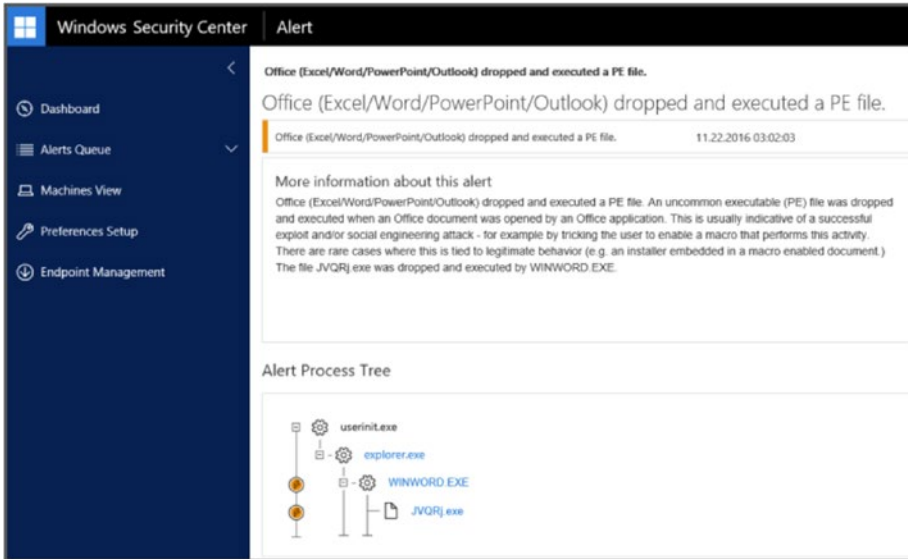 Windows Security Center Alert
Office (Excel/Word/PowerPoint/Outlook) dropped and executed a PE file.
Dashboard
Alerts Queue
Machines View
Preferences Setup
Endpoint Management
Office (Excel/Word/PowerPoint/Outlook) dropped and executed a PE file.
Office (Excel/Word/PowerPoint/Outlook) dropped and executed a PE file. 11.22.2016 03:02:03
More information about this alert
Office (Excel/Word/PowerPoint/Outlook) dropped and executed a PE file. An uncommon executable (PE) file was dropped
and executed when an Office document was opened by an Office application. This is usually indicative of a successful
exploit and/or social engineering attack - for example by tricking the user to enable a macro that performs this activity.
There are rare cases where this is tied to legitimate behavior (e.g. an installer embedded in a macro enabled document.)
The file JVQRj.exe was dropped and executed by WINWORD.EXE.
Alert Process Tree
userinit.exe
explorer.exe
WINWORD.EXE
JVQRj.exe